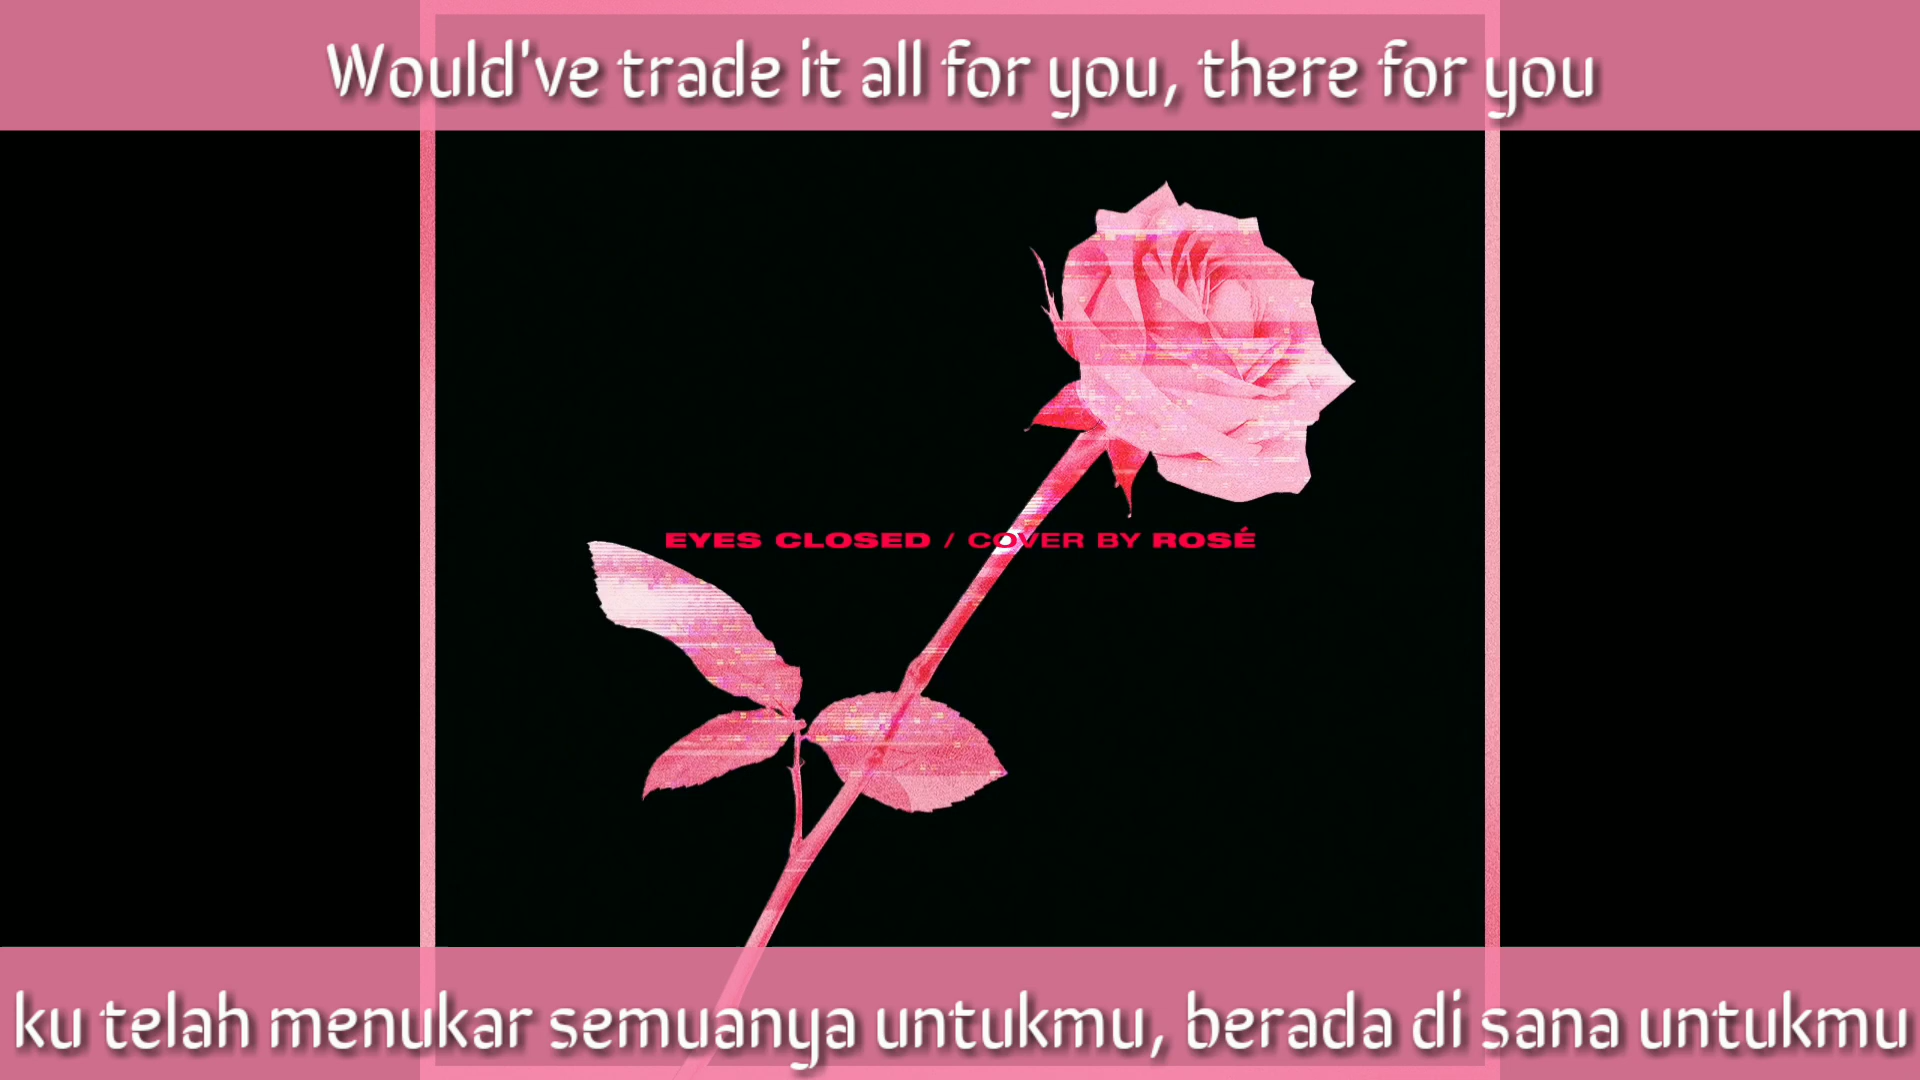 Would've trade it all for you, there for you
EYES CLOSED / COVER BY ROSÉ
ku telah menukar semuanya untukmu, berada di sana untukmu